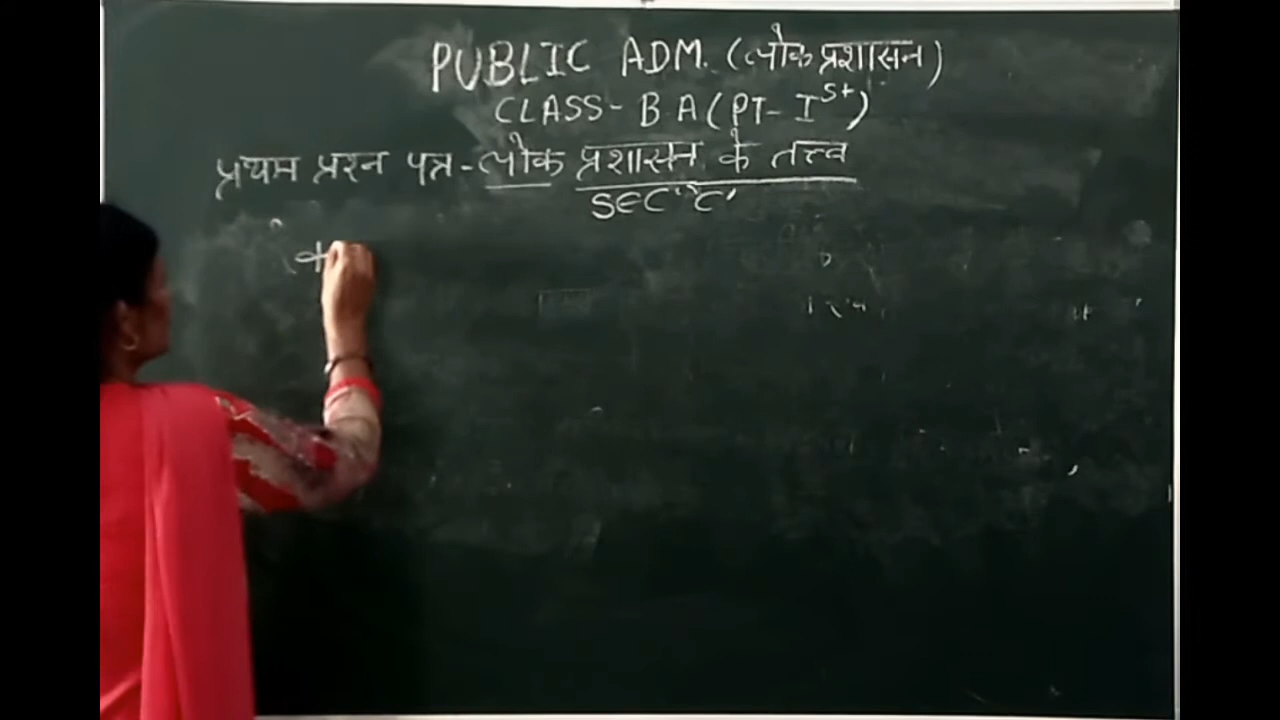 PUBLIC ADM. (लोक प्रशासन)
CLASS - B.A (PT- I St)
प्रथम प्रश्न पत्र - लोक प्रशासन के तत्त्व
SEC "C"